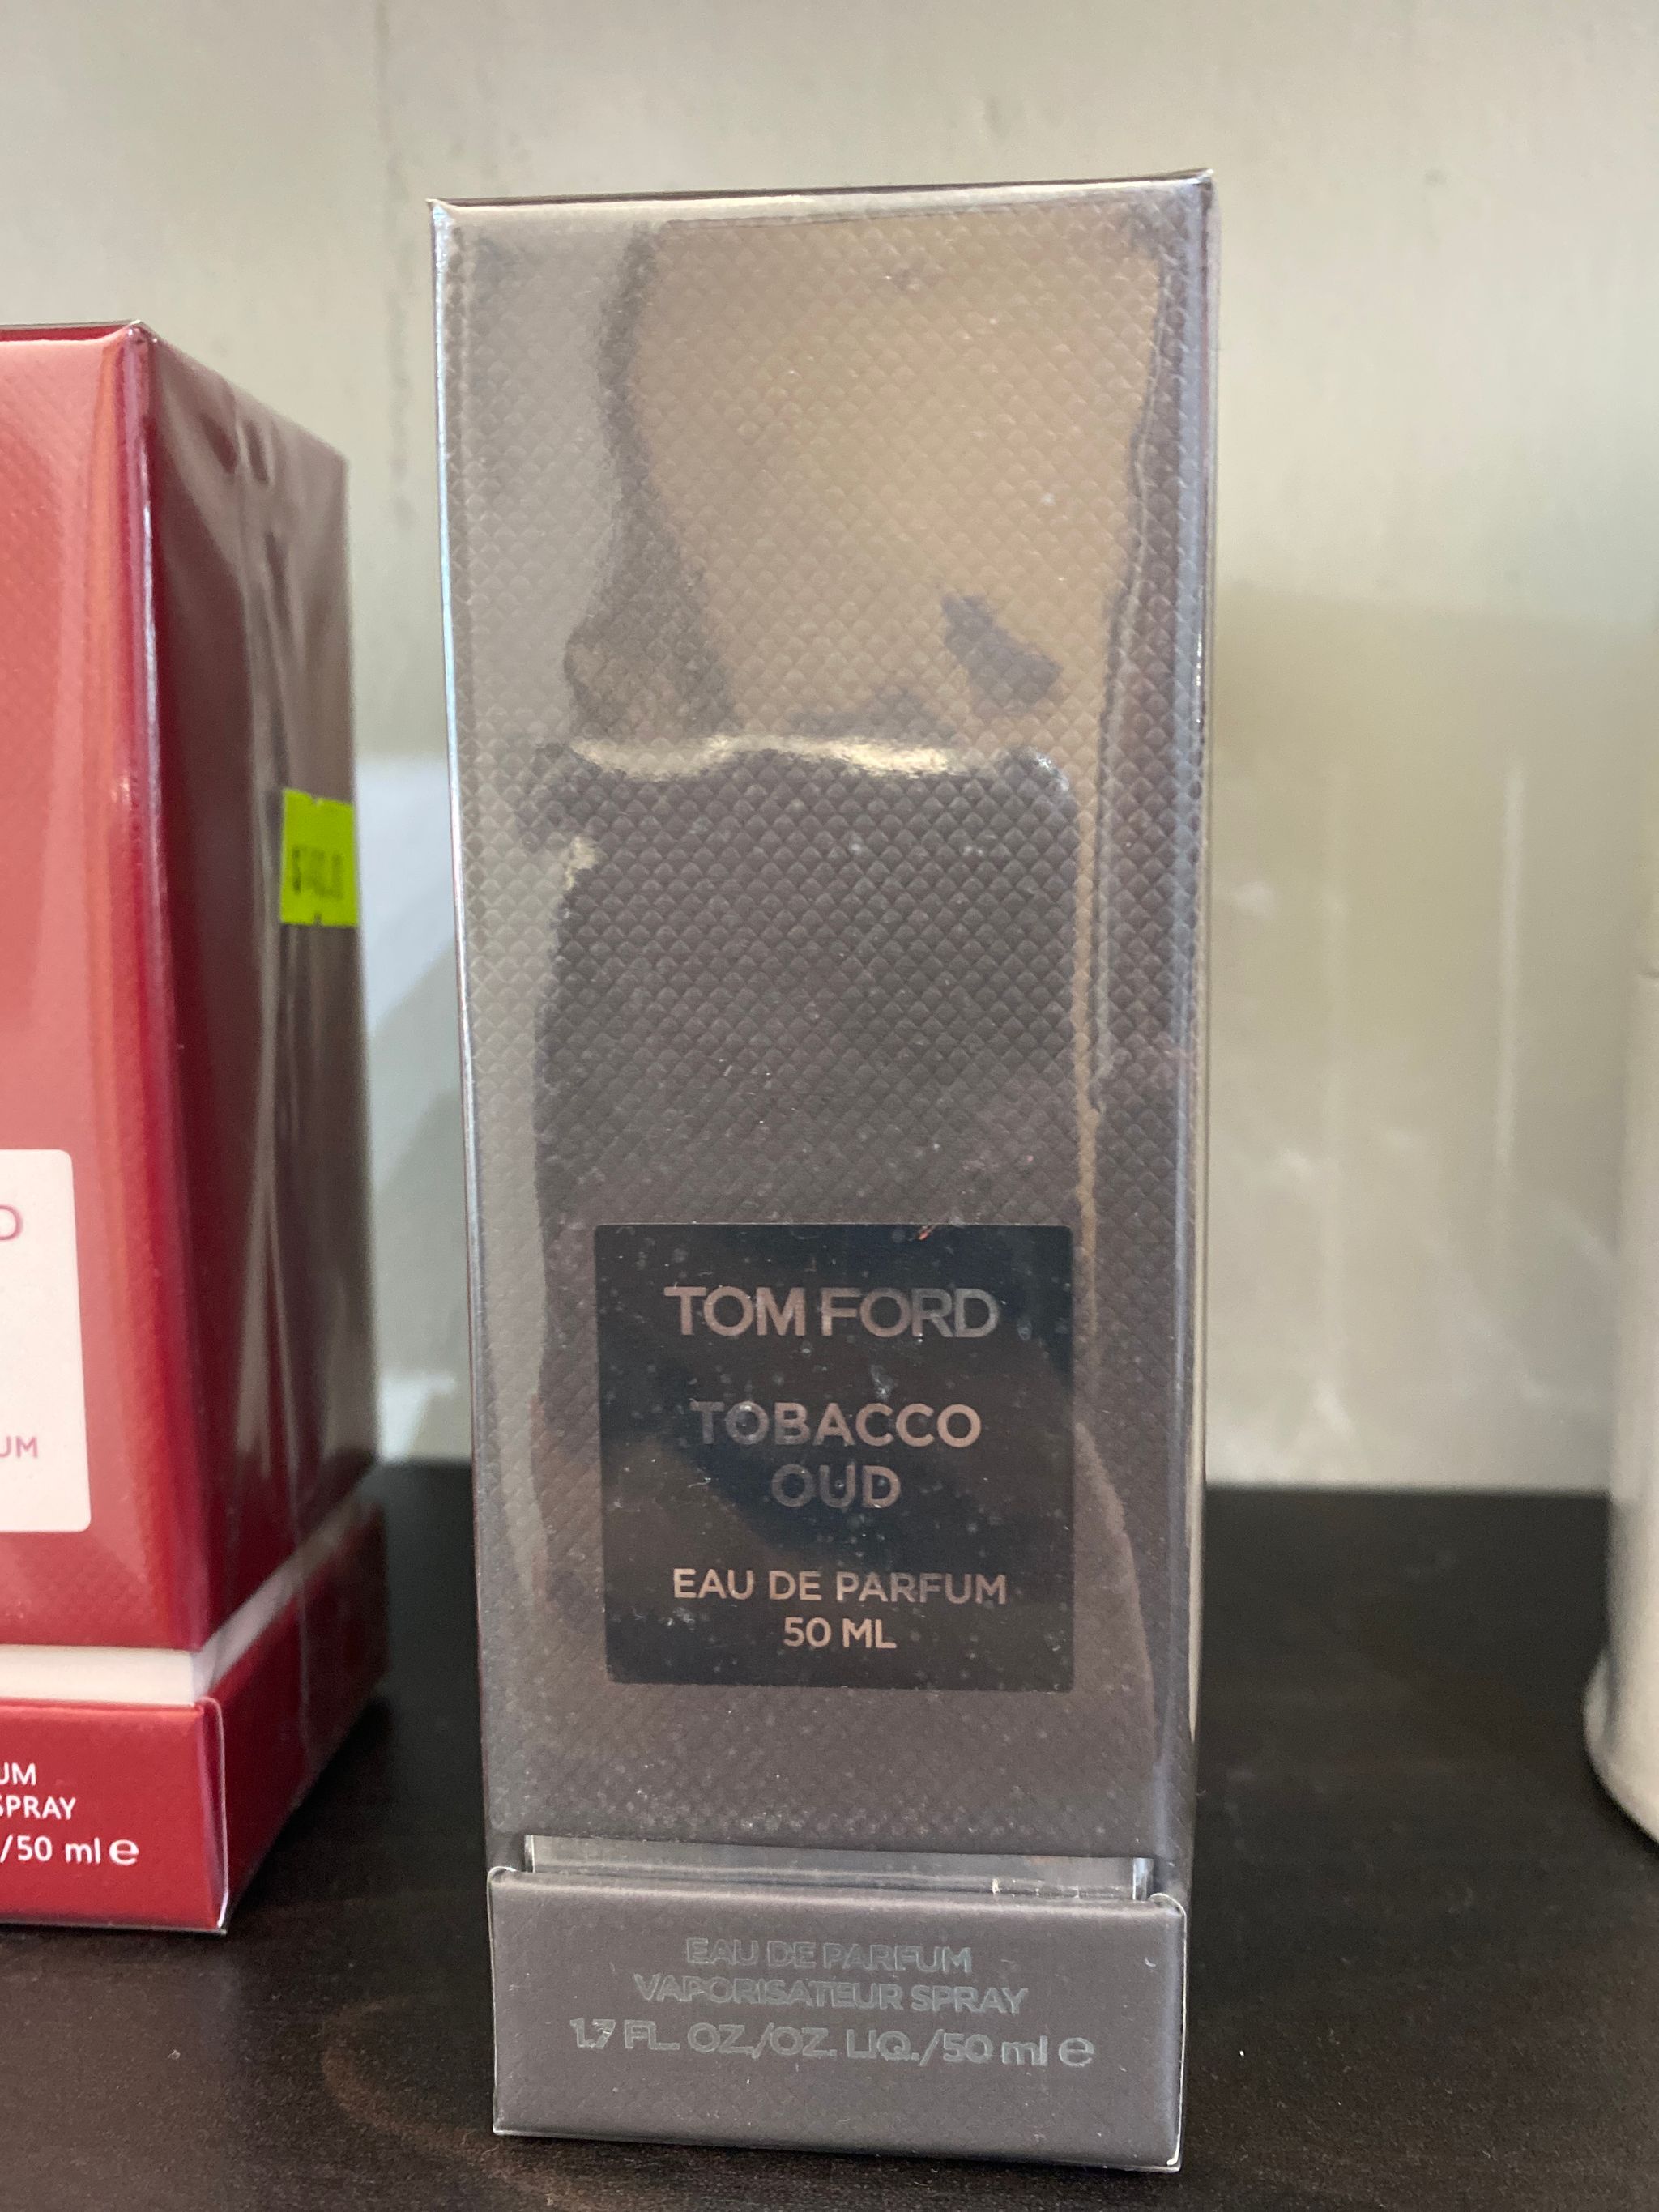 TOM FORD
TOBACCO
OUD
EAU DE PARFUM
50 ML
EAU DE PARFUM
VAPORISATEUR SPRAY
1.7 FL. OZ./OZ. LIQ./50 ml e
SPRAY
/50 ml e